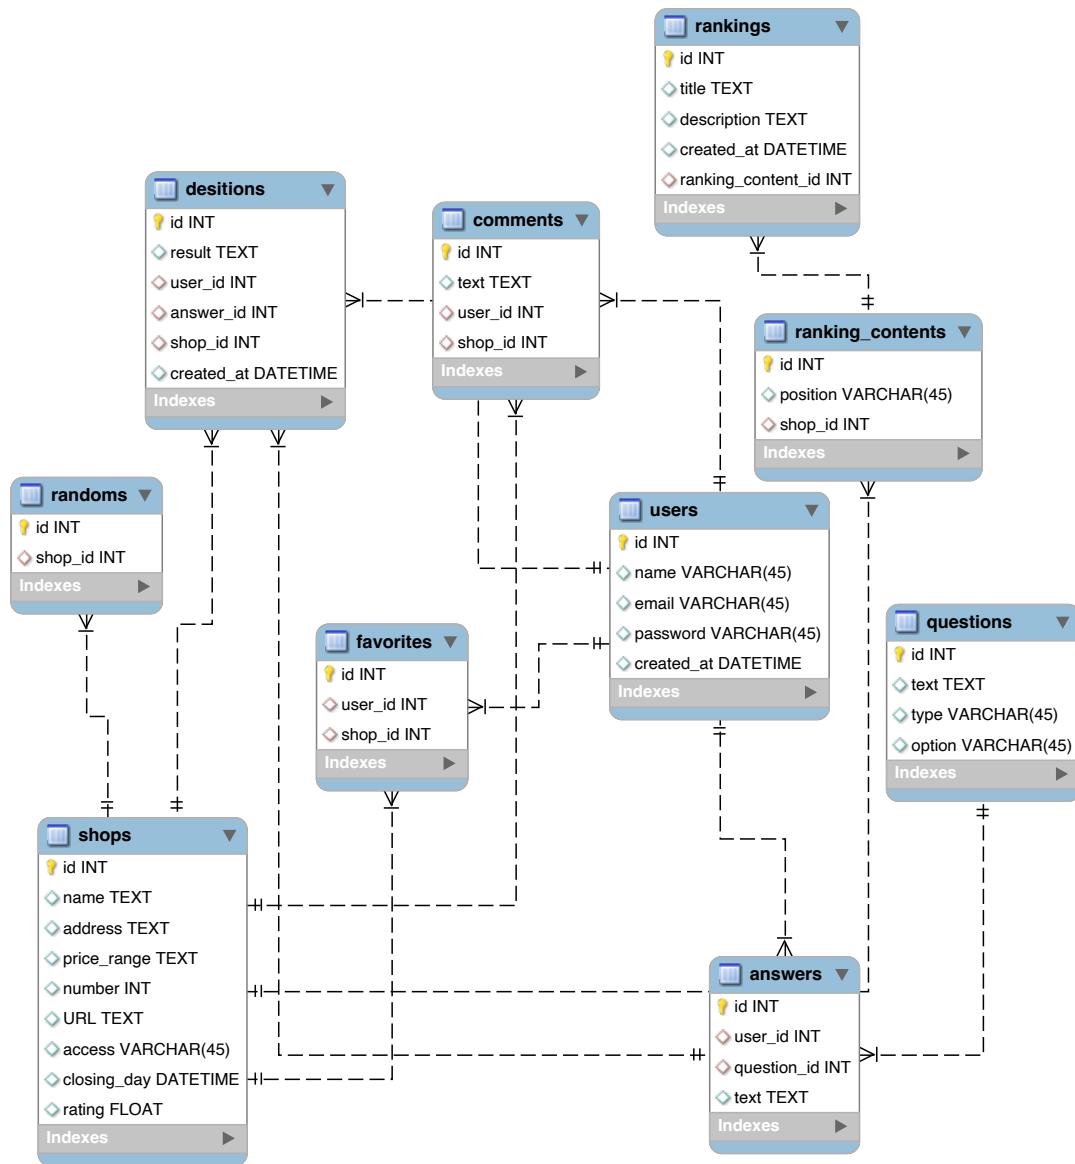 rankings
id INT
title TEXT
description TEXT
created_at DATETIME
ranking_content_id INT
Indexes
desitions
id INT
result TEXT
user_id INT
answer_id INT
shop_id INT
created_at DATETIME
Indexes
comments
id INT
text TEXT
user_id INT
shop_id INT
Indexes
ranking_contents
id INT
position VARCHAR(45)
shop_id INT
Indexes
randoms
id INT
shop_id INT
Indexes
users
id INT
name VARCHAR(45)
email VARCHAR(45)
password VARCHAR(45)
created_at DATETIME
Indexes
favorites
id INT
user_id INT
shop_id INT
Indexes
questions
id INT
text TEXT
type VARCHAR(45)
option VARCHAR(45)
Indexes
shops
id INT
name TEXT
address TEXT
price_range TEXT
number INT
URL TEXT
access VARCHAR(45)
closing_day DATETIME
rating FLOAT
Indexes
answers
id INT
user_id INT
question_id INT
text TEXT
Indexes